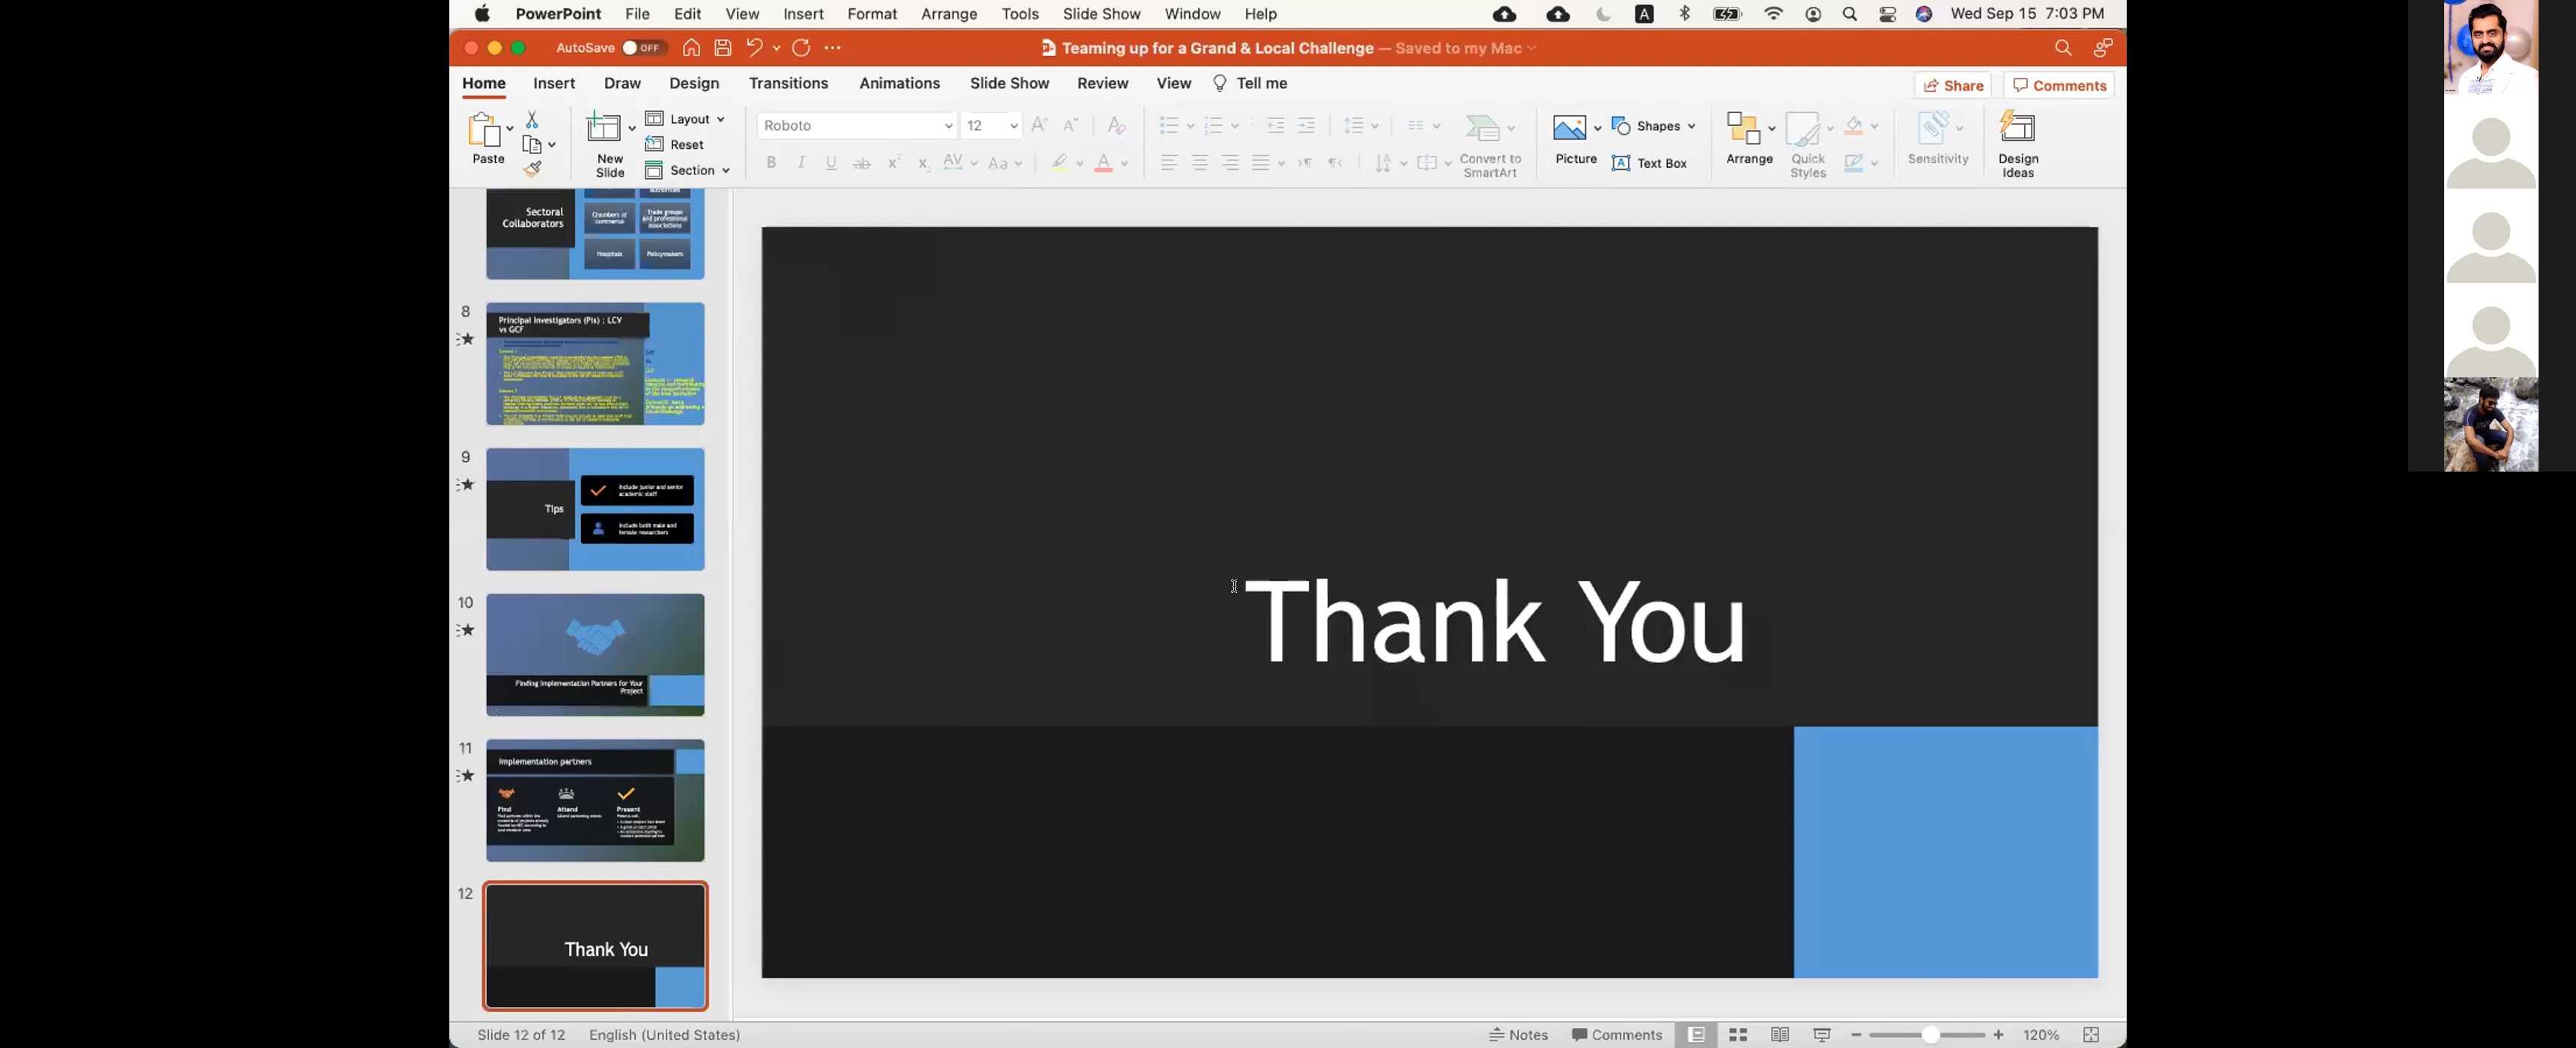 PowerPoint File Edit View Insert Format Arrange Tools Slide Show Window Help A Wed Sep 15 7:03 PM
AutoSave OFF Teaming up for a Grand & Local Challenge — Saved to my Mac
Home Insert Draw Design Transitions Animations Slide Show Review View Tell me Share Comments
Paste
New Slide
Layout
Reset
Section
Roboto 12
Convert to SmartArt
Picture
Shapes
Text Box
Arrange
Quick Styles
Sensitivity
Design Ideas
Sectoral
Collaborators
Chambers of
commerce
Trade groups
and professional
associations
Hospitals
Policymakers
8
Principal Investigators (PIs) : LCV
vs GCF
9
Tips
Include junior and senior
academic staff
Include both male and
female researchers
10
Finding Implementation Partners for Your
Project
11
Implementation partners
Find
Attend
Present
12
Thank You
Thank You
Slide 12 of 12 English (United States) Notes Comments 120%